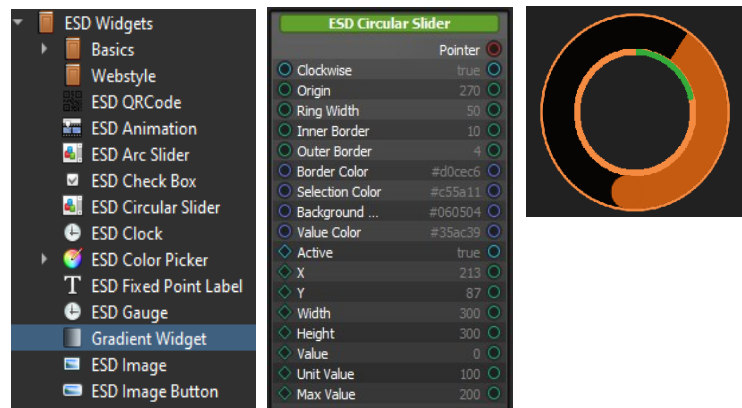 ESD Widgets
Basics
Webstyle
ESD QRCode
ESD Animation
ESD Arc Slider
ESD Check Box
ESD Circular Slider
ESD Clock
ESD Color Picker
ESD Fixed Point Label
ESD Gauge
Gradient Widget
ESD Image
ESD Image Button
ESD Circular Slider
Pointer
Clockwise true
Origin 270
Ring Width 50
Inner Border 10
Outer Border 4
Border Color #d0cec6
Selection Color #c55a11
Background ... #060504
Value Color #35ac39
Active true
X 213
Y 87
Width 300
Height 300
Value 0
Unit Value 100
Max Value 200